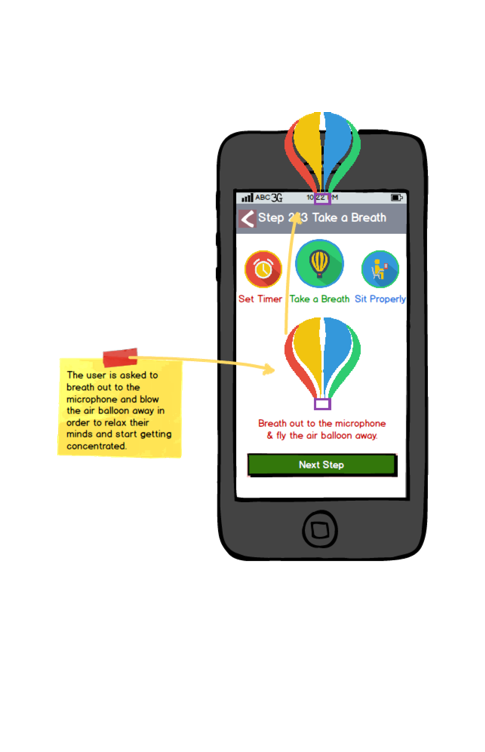 ABC 3G 10:22 PM
Step 2/3 Take a Breath
Set Timer Take a Breath Sit Properly
The user is asked to
breath out to the
microphone and blow
the air balloon away in
order to relax their
minds and start getting
concentrated.
Breath out to the microphone
& fly the air balloon away.
Next Step